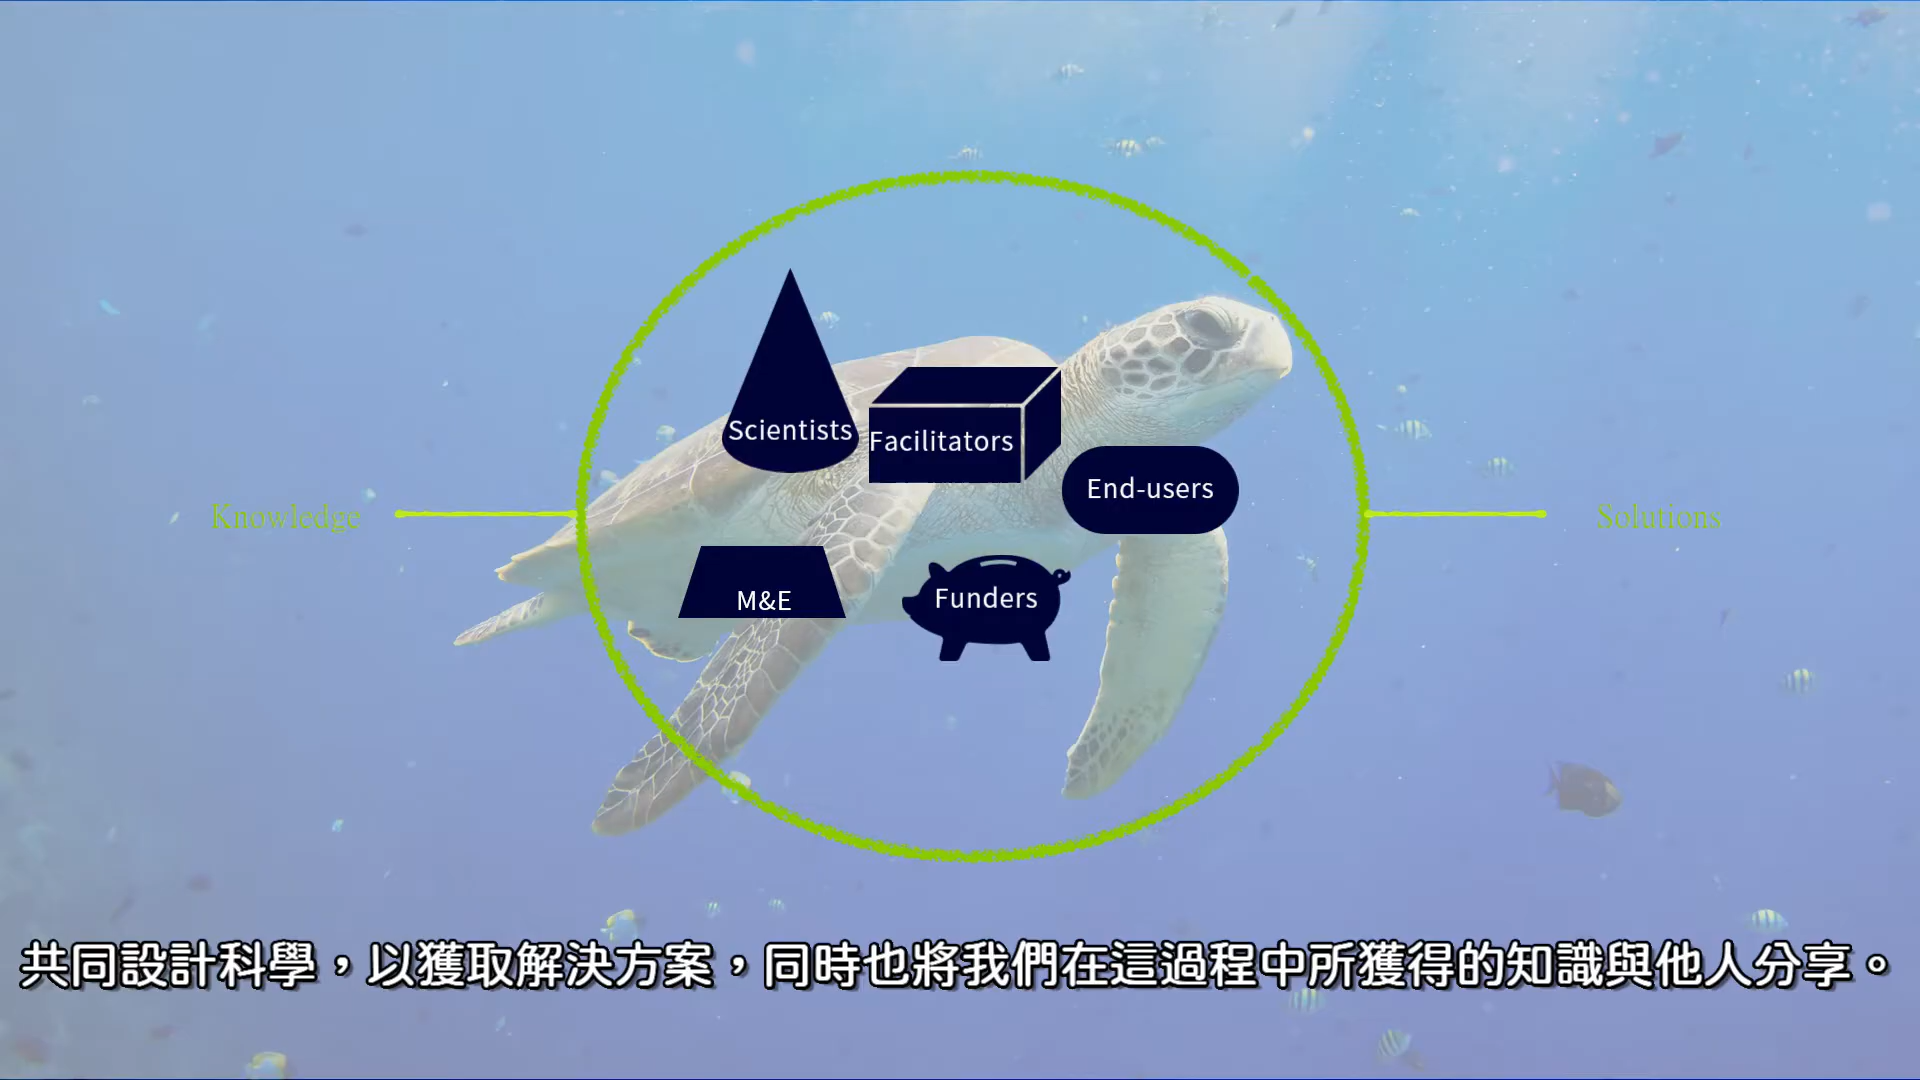 Scientists
Facilitators
End-users
Knowledge
Solutions
M&E
Funders
共同設計科學，以獲取解決方案，同時也將我們在這過程中所獲得的知識與他人分享。